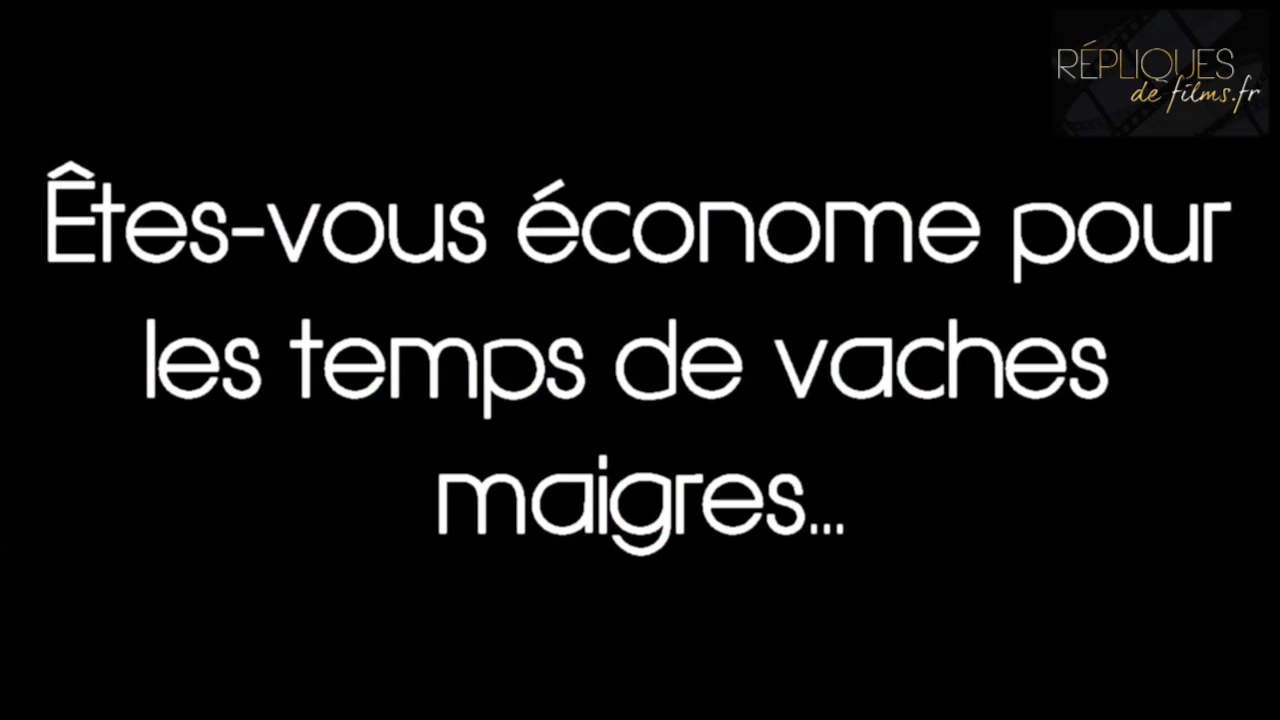 RÉPLIQUES
de films.fr
Êtes-vous économe pour
les temps de vaches
maigres...